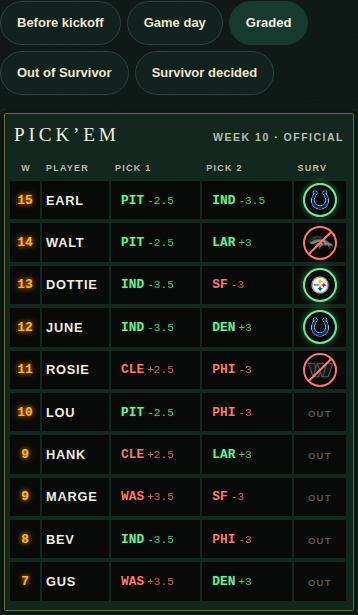 Before kickoff Game day Graded
Out of Survivor Survivor decided
PICK'EM WEEK 10 · OFFICIAL
W PLAYER PICK 1 PICK 2 SURV
15 EARL PIT -2.5 IND -3.5
14 WALT PIT -2.5 LAR +3
13 DOTTIE IND -3.5 SF -3
12 JUNE IND -3.5 DEN +3
11 ROSIE CLE +2.5 PHI -3
10 LOU PIT -2.5 PHI -3 OUT
9 HANK CLE +2.5 LAR +3 OUT
9 MARGE WAS +3.5 SF -3 OUT
8 BEV IND -3.5 PHI -3 OUT
7 GUS WAS +3.5 DEN +3 OUT